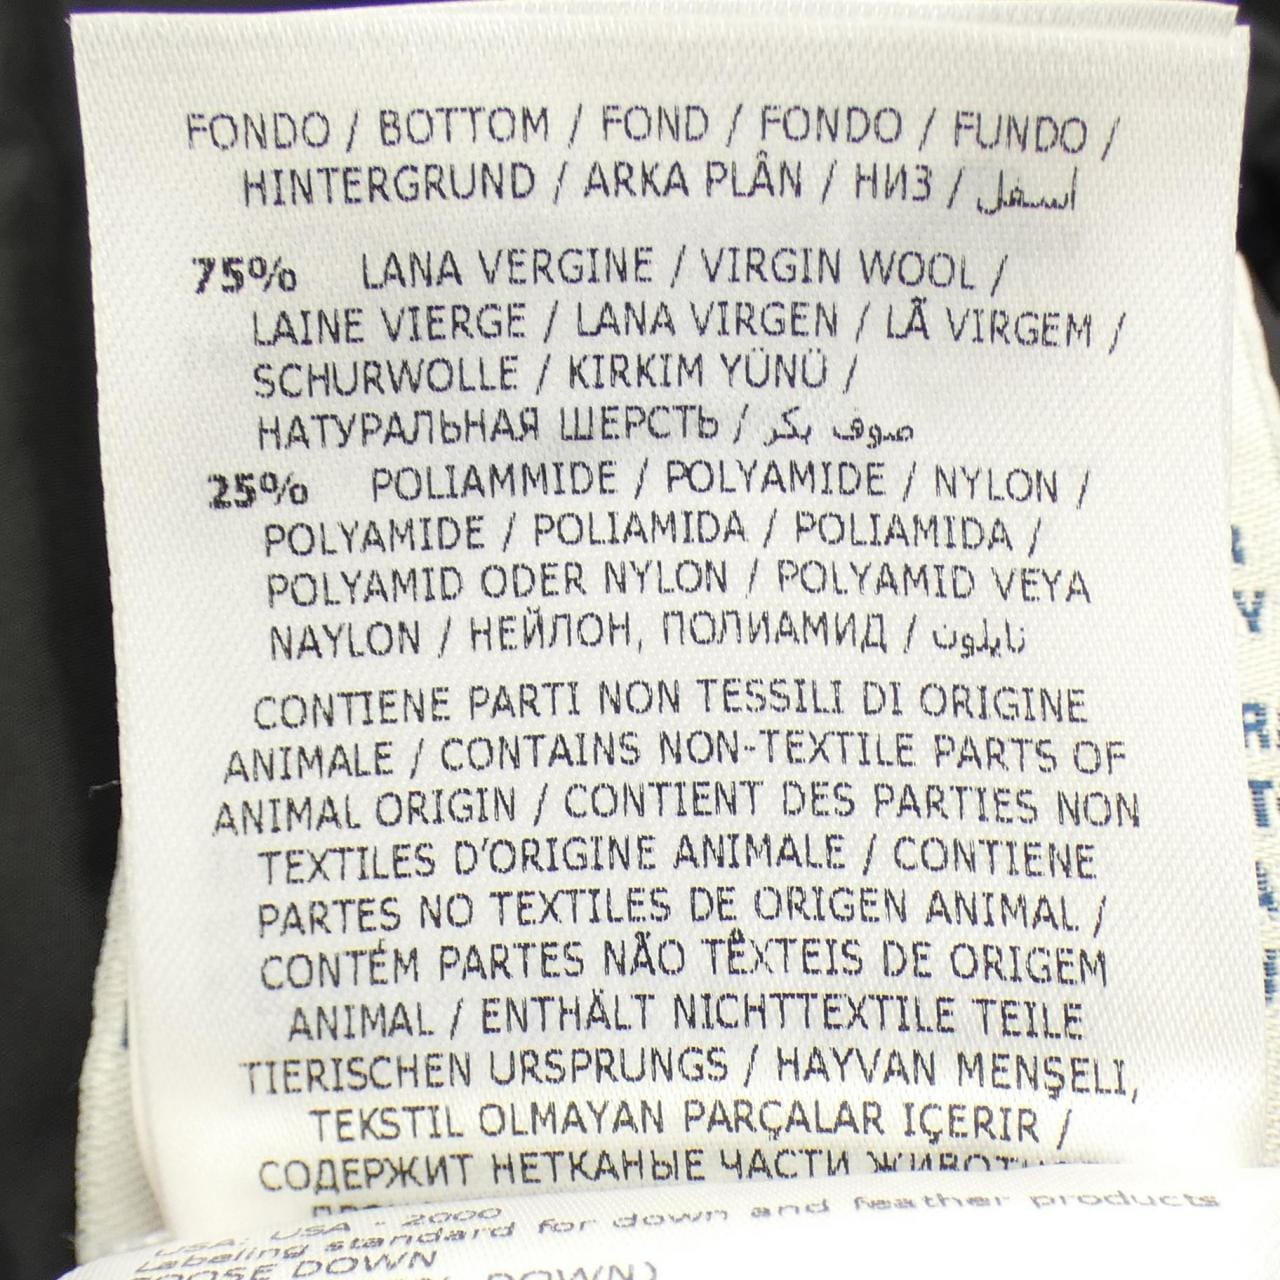 FONDO / BOTTOM / FOND / FONDO / FUNDO /
HINTERGRUND / ARKA PLÂN / НИЗ / أسفل
75% LANA VERGINE / VIRGIN WOOL /
LAINE VIERGE / LANA VIRGEN / LÃ VIRGEM /
SCHURWOLLE / KIRKIM YÜNÜ /
НАТУРАЛЬНАЯ ШЕРСТЬ / صوف بكر
25% POLIAMMIDE / POLYAMIDE / NYLON /
POLYAMIDE / POLIAMIDA / POLIAMIDA /
POLYAMID ODER NYLON / POLYAMID VEYA
NAYLON / НЕЙЛОН, ПОЛИАМИД / نايلون
CONTIENE PARTI NON TESSILI DI ORIGINE
ANIMALE / CONTAINS NON-TEXTILE PARTS OF
ANIMAL ORIGIN / CONTIENT DES PARTIES NON
TEXTILES D'ORIGINE ANIMALE / CONTIENE
PARTES NO TEXTILES DE ORIGEN ANIMAL /
CONTÉM PARTES NÃO TÊXTEIS DE ORIGEM
ANIMAL / ENTHÄLT NICHTTEXTILE TEILE
TIERISCHEN URSPRUNGS / HAYVAN MENŞELI,
TEKSTIL OLMAYAN PARÇALAR IÇERIR /
СОДЕРЖИТ НЕТКАНЫЕ ЧАСТИ
USA: USA - 2000
Labeling standard for down and feather products
GOOSE DOWN
DOWN)